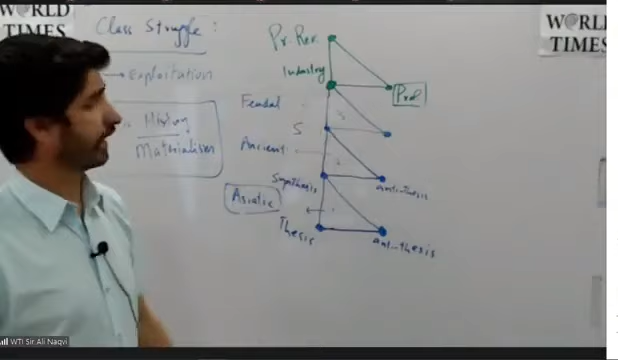 WORLD
TIMES
WORLD
TIMES
Class Struggle :
→ Exploitation
History
Materialism
Pr. Rev.
Industry
Prol
Feudal
S
Ancient
Synthesis
anti-thesis
Asiatic
Thesis
anti-thesis
WTI Sir Ali Naqvi